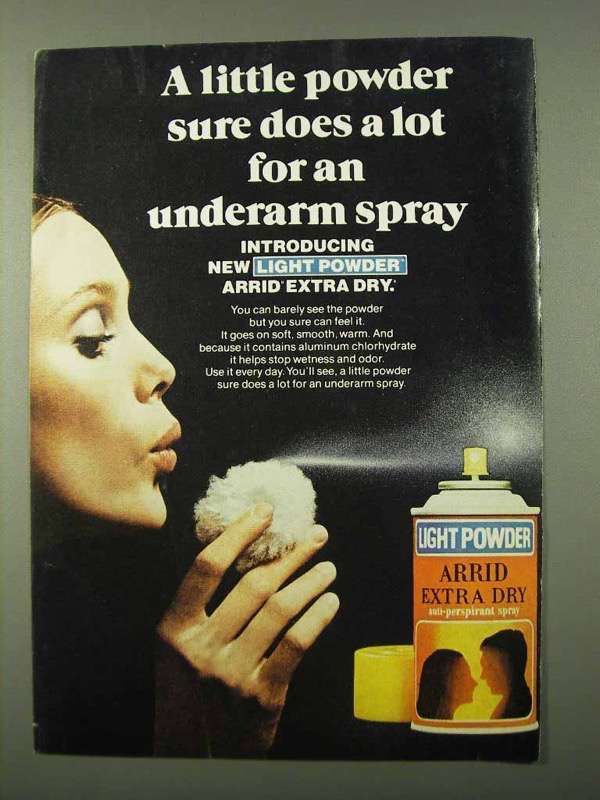 A little powder
sure does a lot
for an
underarm spray
INTRODUCING
NEW LIGHT POWDER
ARRID EXTRA DRY.
You can barely see the powder
but you sure can feel it.
It goes on soft, smooth, warm. And
because it contains aluminum chlorhydrate
it helps stop wetness and odor.
Use it every day. You'll see, a little powder
sure does a lot for an underarm spray.
LIGHT POWDER
ARRID
EXTRA DRY
anti-perspirant spray